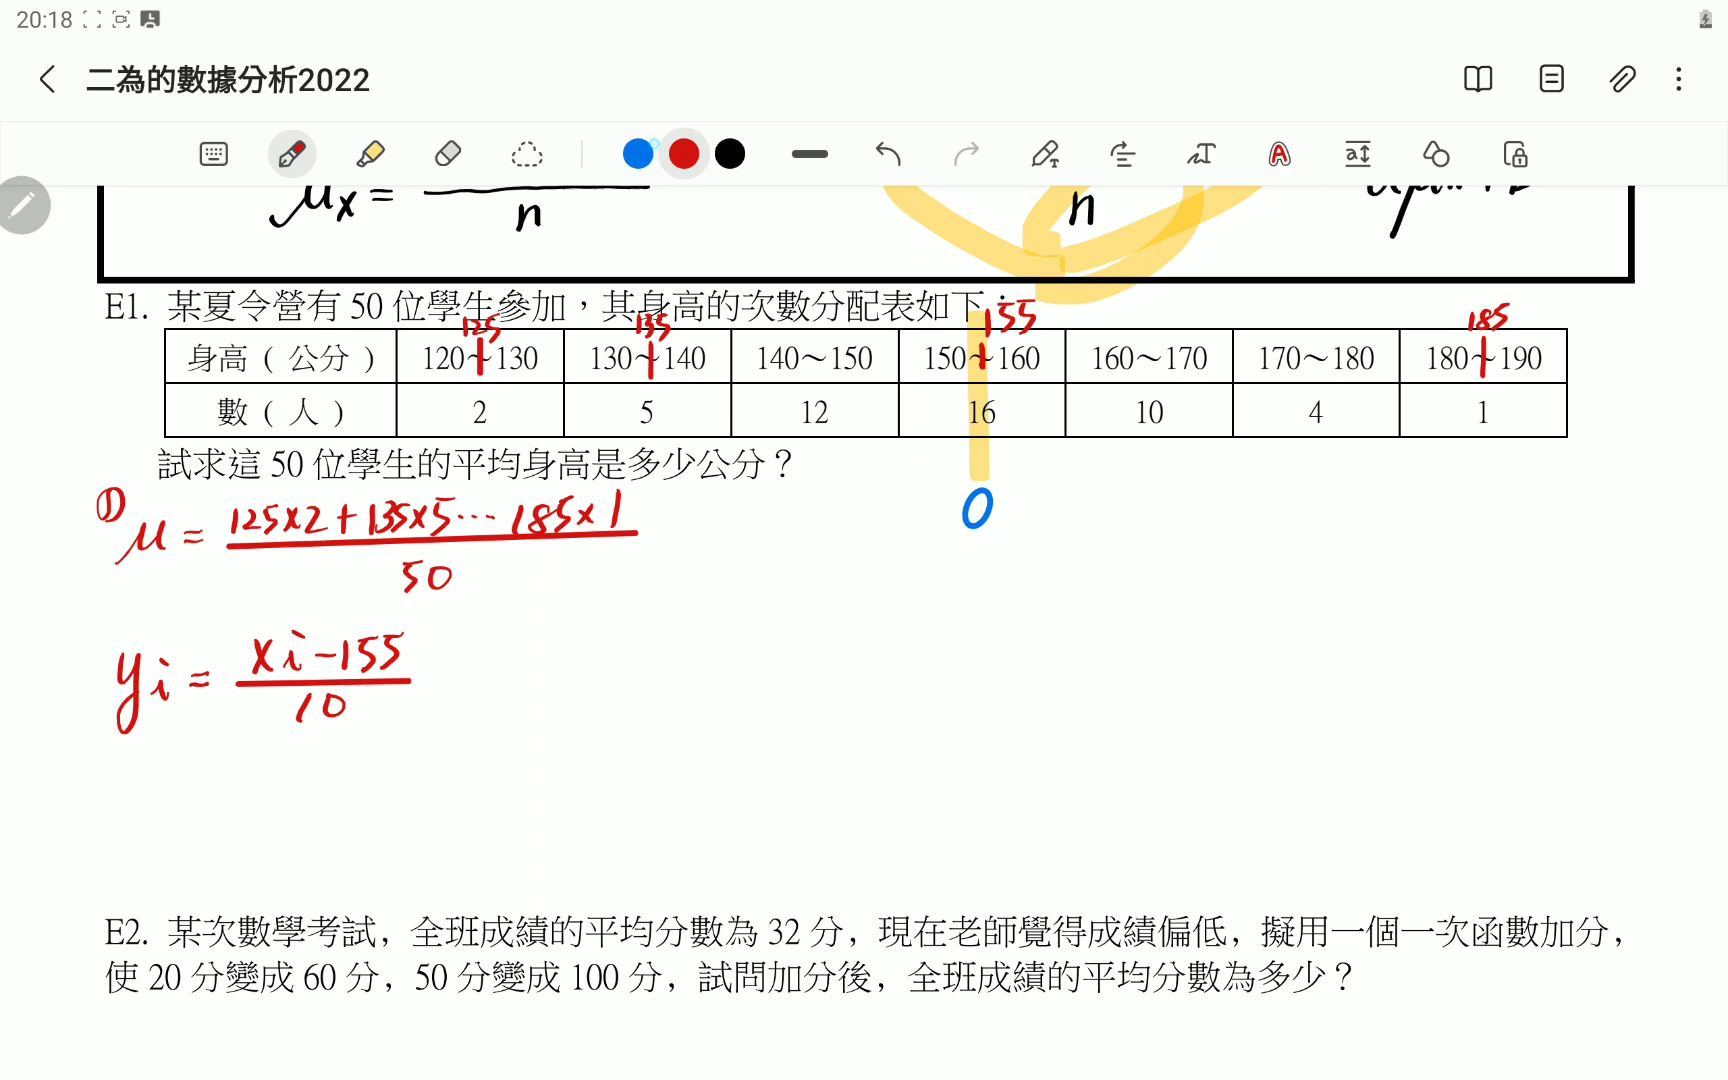 20:18
二為的數據分析2022
μx =
n
n
E1. 某夏令營有 50 位學生參加，其身高的次數分配表如下：
125 135 155 185
身高（公分） 120～130 130～140 140～150 150～160 160～170 170～180 180～190
數（人） 2 5 12 16 10 4 1
試求這 50 位學生的平均身高是多少公分？
0
① μ = 125×2+135×5… 185×1
50
yi = xi-155
10
E2. 某次數學考試，全班成績的平均分數為 32 分，現在老師覺得成績偏低，擬用一個一次函數加分，
使 20 分變成 60 分，50 分變成 100 分，試問加分後，全班成績的平均分數為多少？